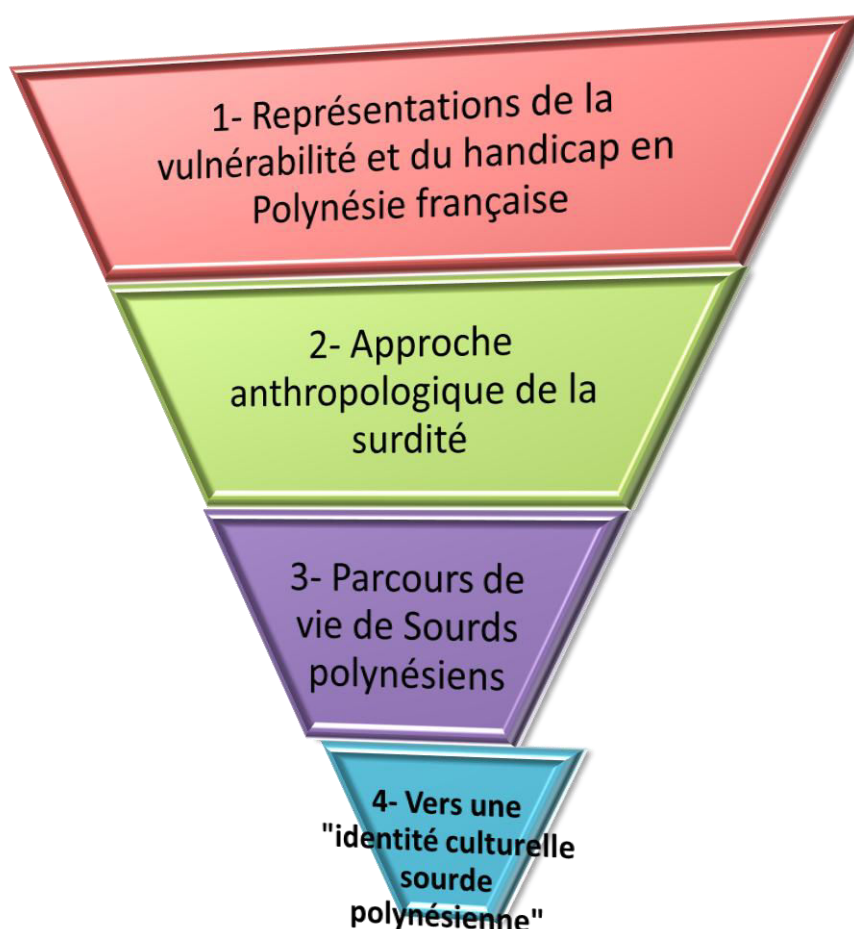 1- Représentations de la
vulnérabilité et du handicap en
Polynésie française
2- Approche
anthropologique de la
surdité
3- Parcours de
vie de Sourds
polynésiens
4- Vers une
"identité culturelle
sourde
polynésienne"